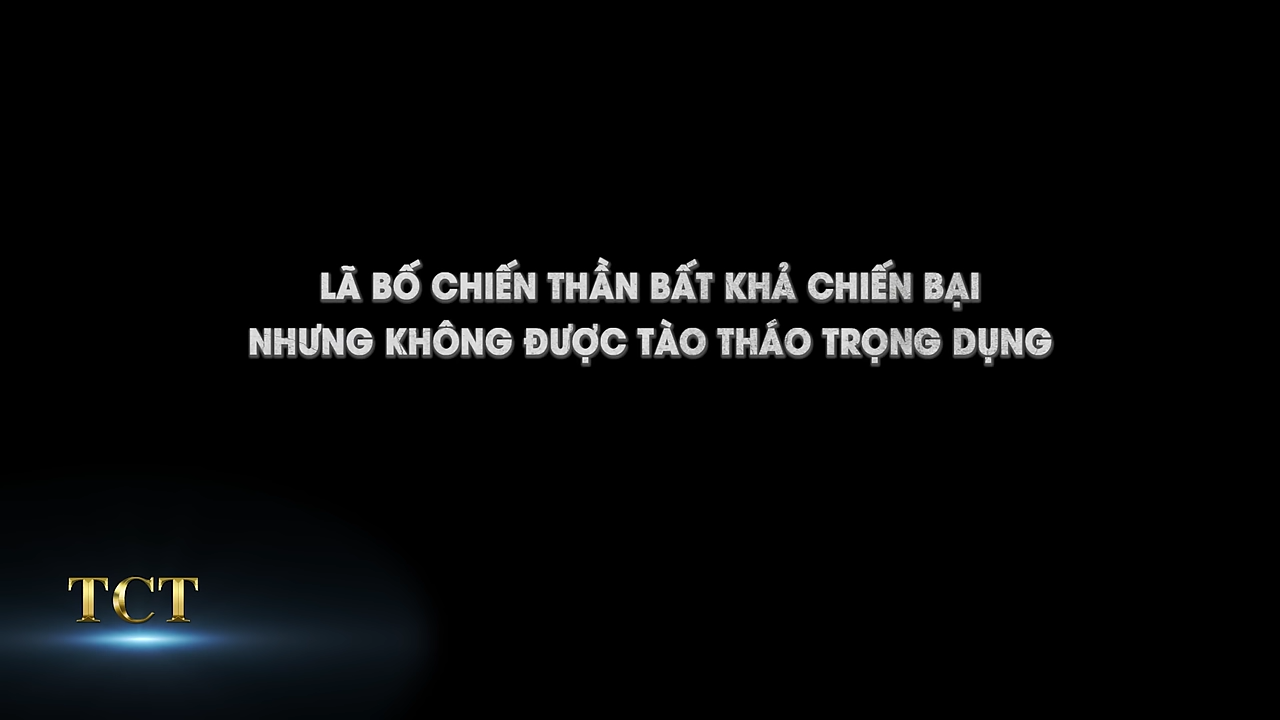 LÃ BỐ CHIẾN THẦN BẤT KHẢ CHIẾN BẠI
NHƯNG KHÔNG ĐƯỢC TÀO THÁO TRỌNG DỤNG
TCT